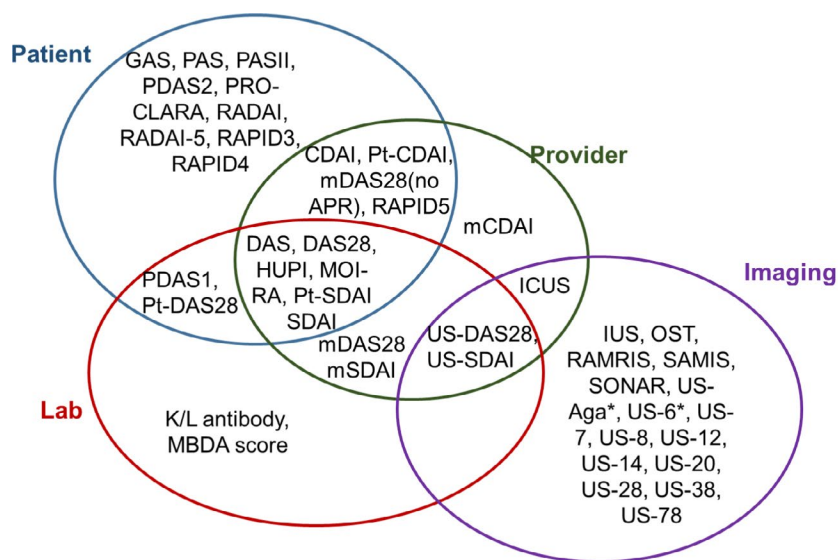 Patient
GAS, PAS, PASII,
PDAS2, PRO-
CLARA, RADAI,
RADAI-5, RAPID3,
RAPID4
Provider
CDAI, Pt-CDAI,
mDAS28(no
APR), RAPID5
mCDAI
DAS, DAS28,
HUPI, MOI-
RA, Pt-SDAI
SDAI
PDAS1,
Pt-DAS28
Imaging
ICUS
mDAS28
mSDAI
US-DAS28,
US-SDAI
IUS, OST,
RAMRIS, SAMIS,
SONAR, US-
Aga*, US-6*, US-
7, US-8, US-12,
US-14, US-20,
US-28, US-38,
US-78
Lab
K/L antibody,
MBDA score